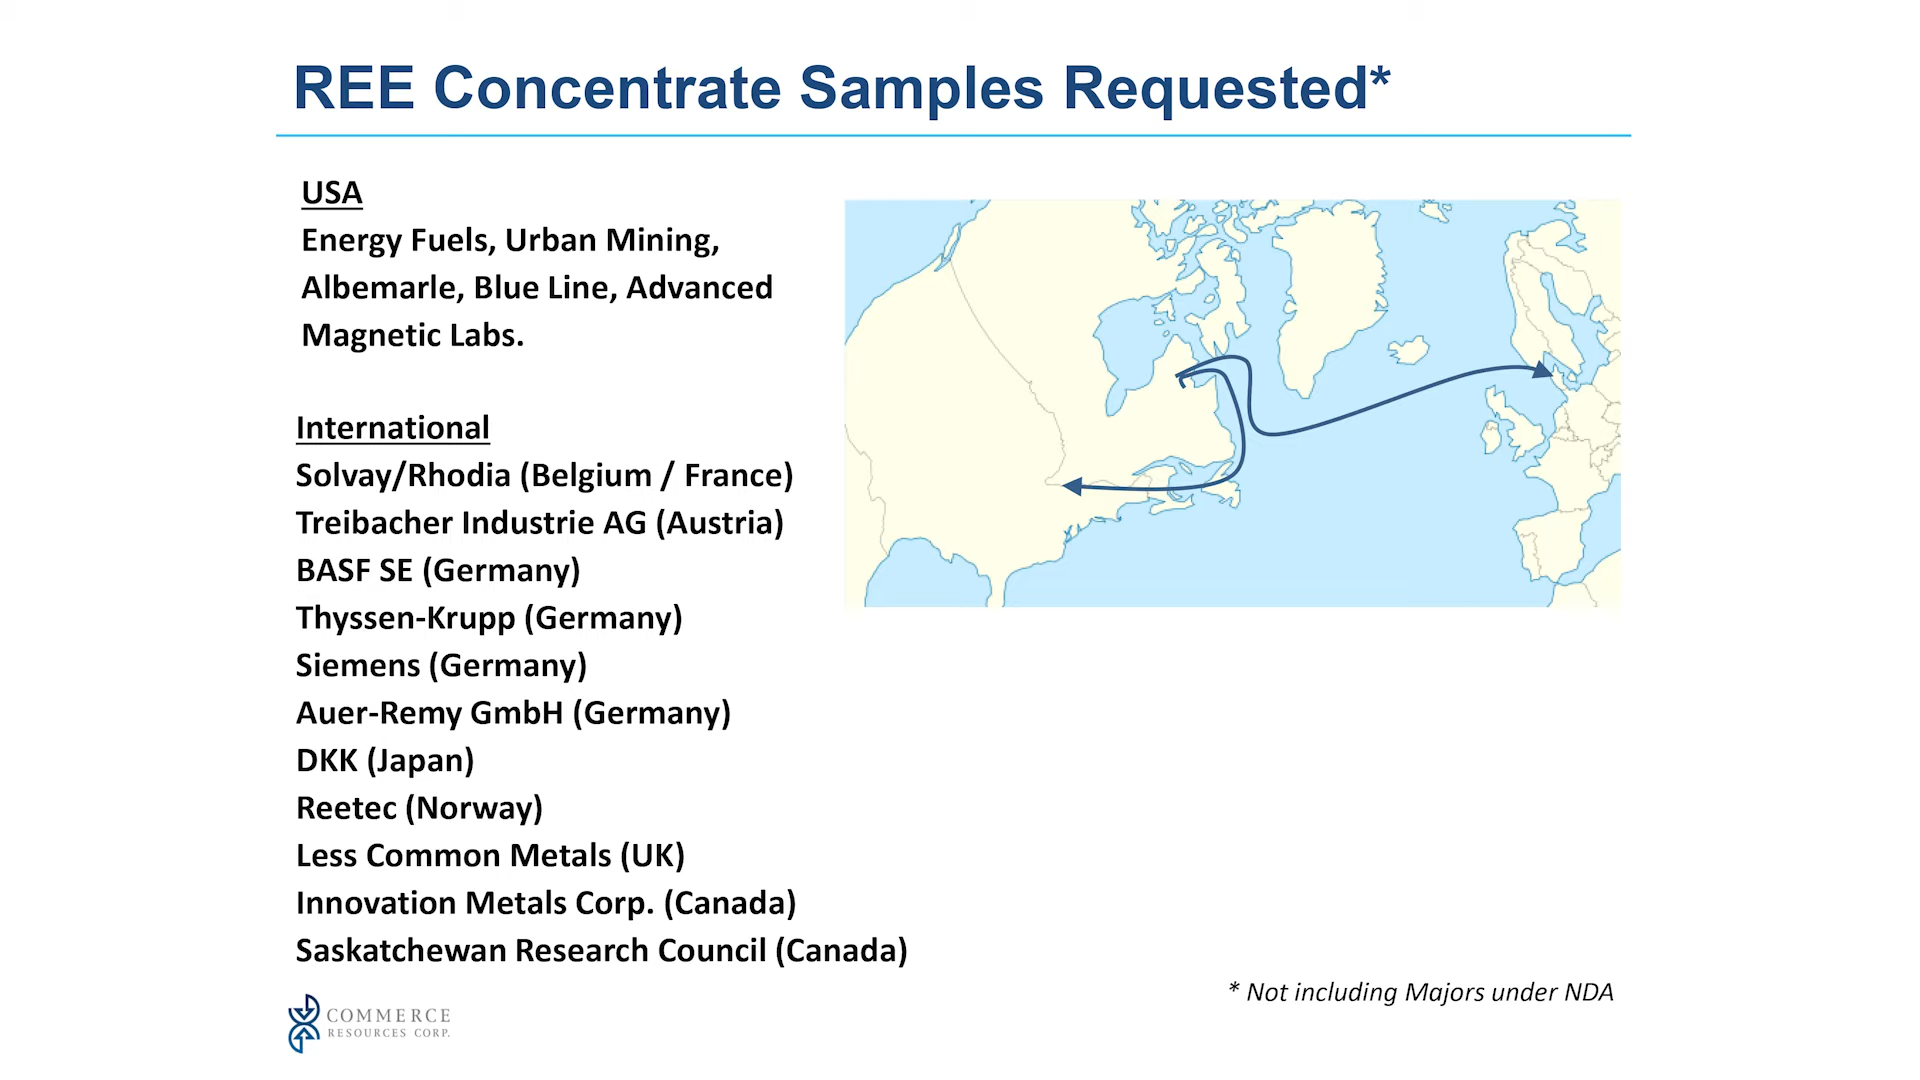 REE Concentrate Samples Requested*
USA
Energy Fuels, Urban Mining,
Albemarle, Blue Line, Advanced
Magnetic Labs.
International
Solvay/Rhodia (Belgium / France)
Treibacher Industrie AG (Austria)
BASF SE (Germany)
Thyssen-Krupp (Germany)
Siemens (Germany)
Auer-Remy GmbH (Germany)
DKK (Japan)
Reetec (Norway)
Less Common Metals (UK)
Innovation Metals Corp. (Canada)
Saskatchewan Research Council (Canada)
* Not including Majors under NDA
COMMERCE
RESOURCES CORP.